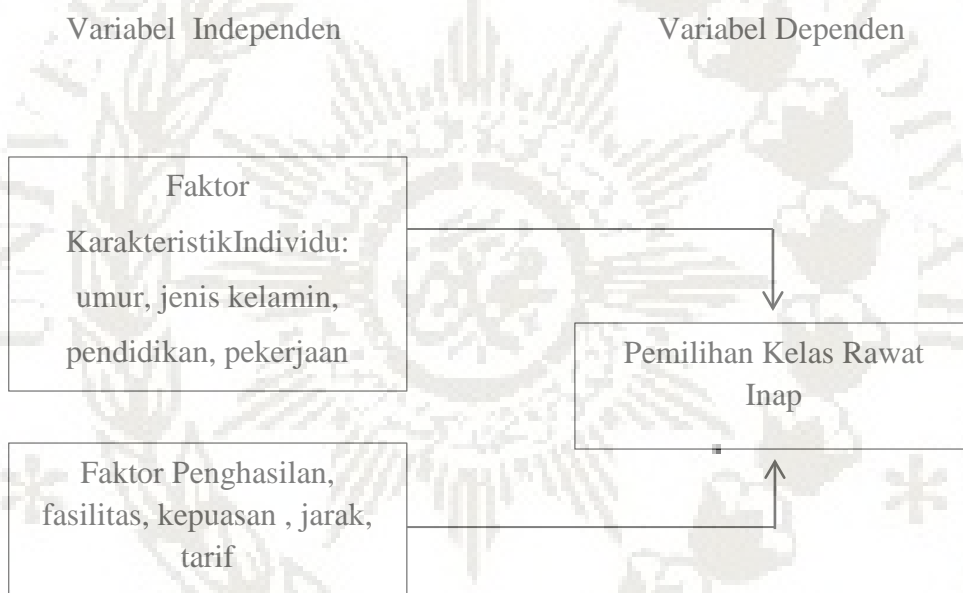 Variabel Independen
Variabel Dependen
Faktor
KarakteristikIndividu:
umur, jenis kelamin,
pendidikan, pekerjaan
Pemilihan Kelas Rawat
Inap
Faktor Penghasilan,
fasilitas, kepuasan , jarak,
tarif